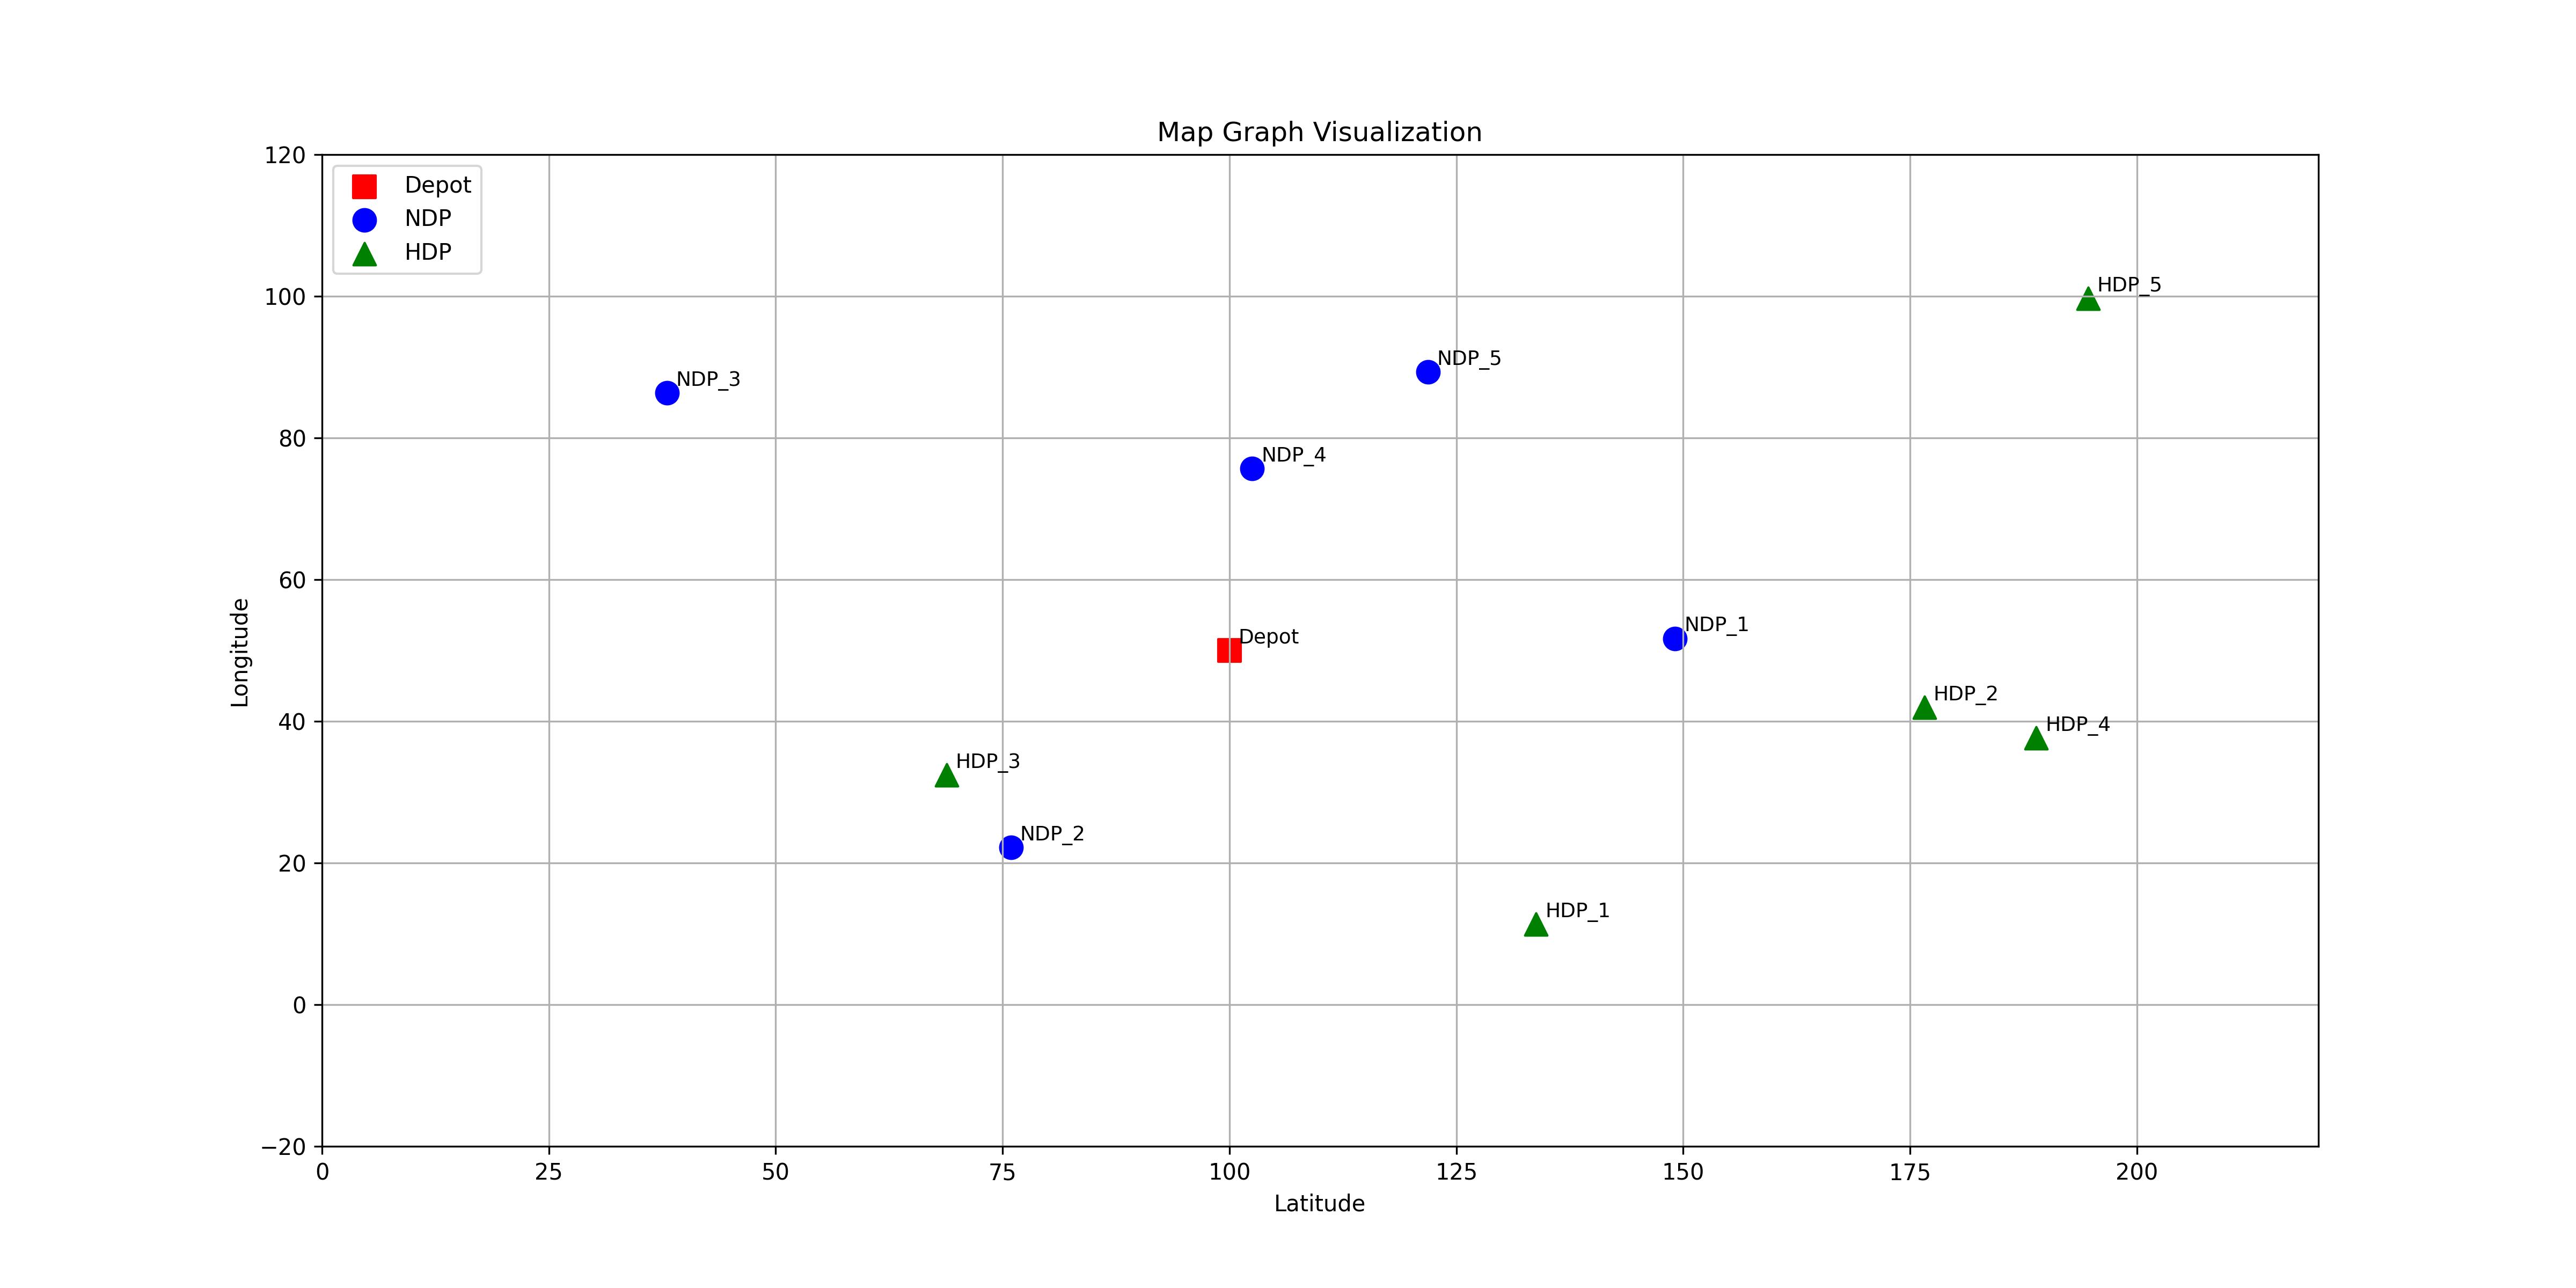 Map Graph Visualization
120
100
80
60
40
20
0
−20
Longitude
Depot
NDP
HDP
HDP_5
NDP_5
NDP_3
NDP_4
Depot
NDP_1
HDP_2
HDP_4
HDP_3
NDP_2
HDP_1
0 25 50 75 100 125 150 175 200
Latitude